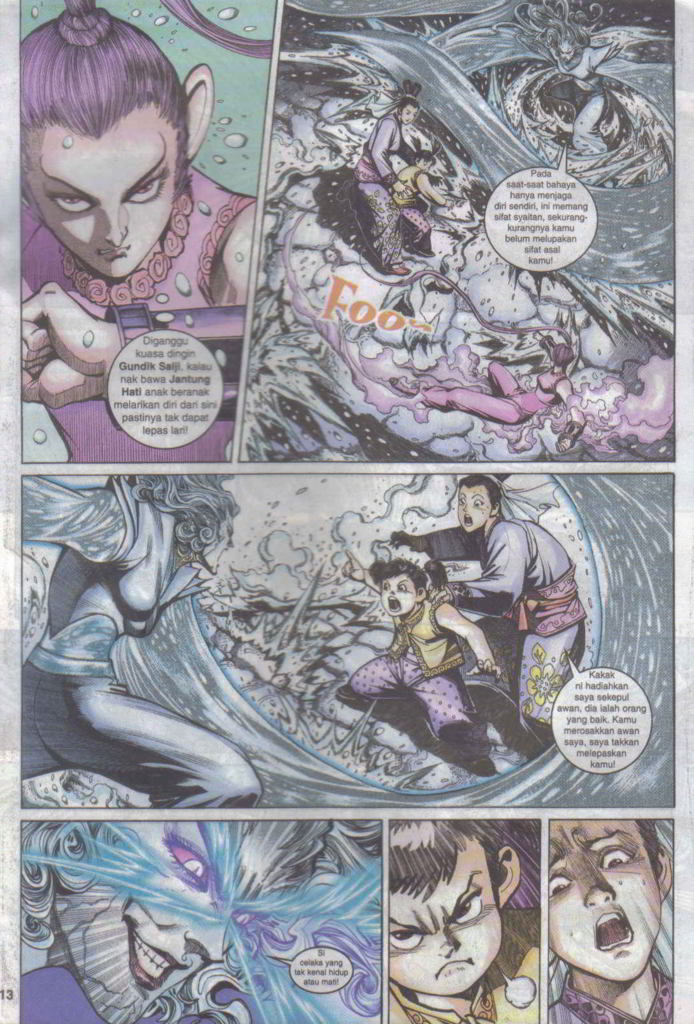 Diganggu
kuasa dingin
Gundik Salji, kalau
nak bawa Jantung
Hati anak beranak
melarikan diri dari sini
pastinya tak dapat
lepas lari!
Pada
saat-saat bahaya
hanya menjaga
diri sendiri, ini memang
sifat syaitan, sekurang-
kurangnya kamu
belum melupakan
sifat asal
kamu!
Foo~
Kakak
ni hadiahkan
saya sekepul
awan, dia ialah orang
yang baik. Kamu
merosakkan awan
saya, saya takkan
melepaskan
kamu!
Si
celaka yang
tak kenal hidup
atau mati!
13